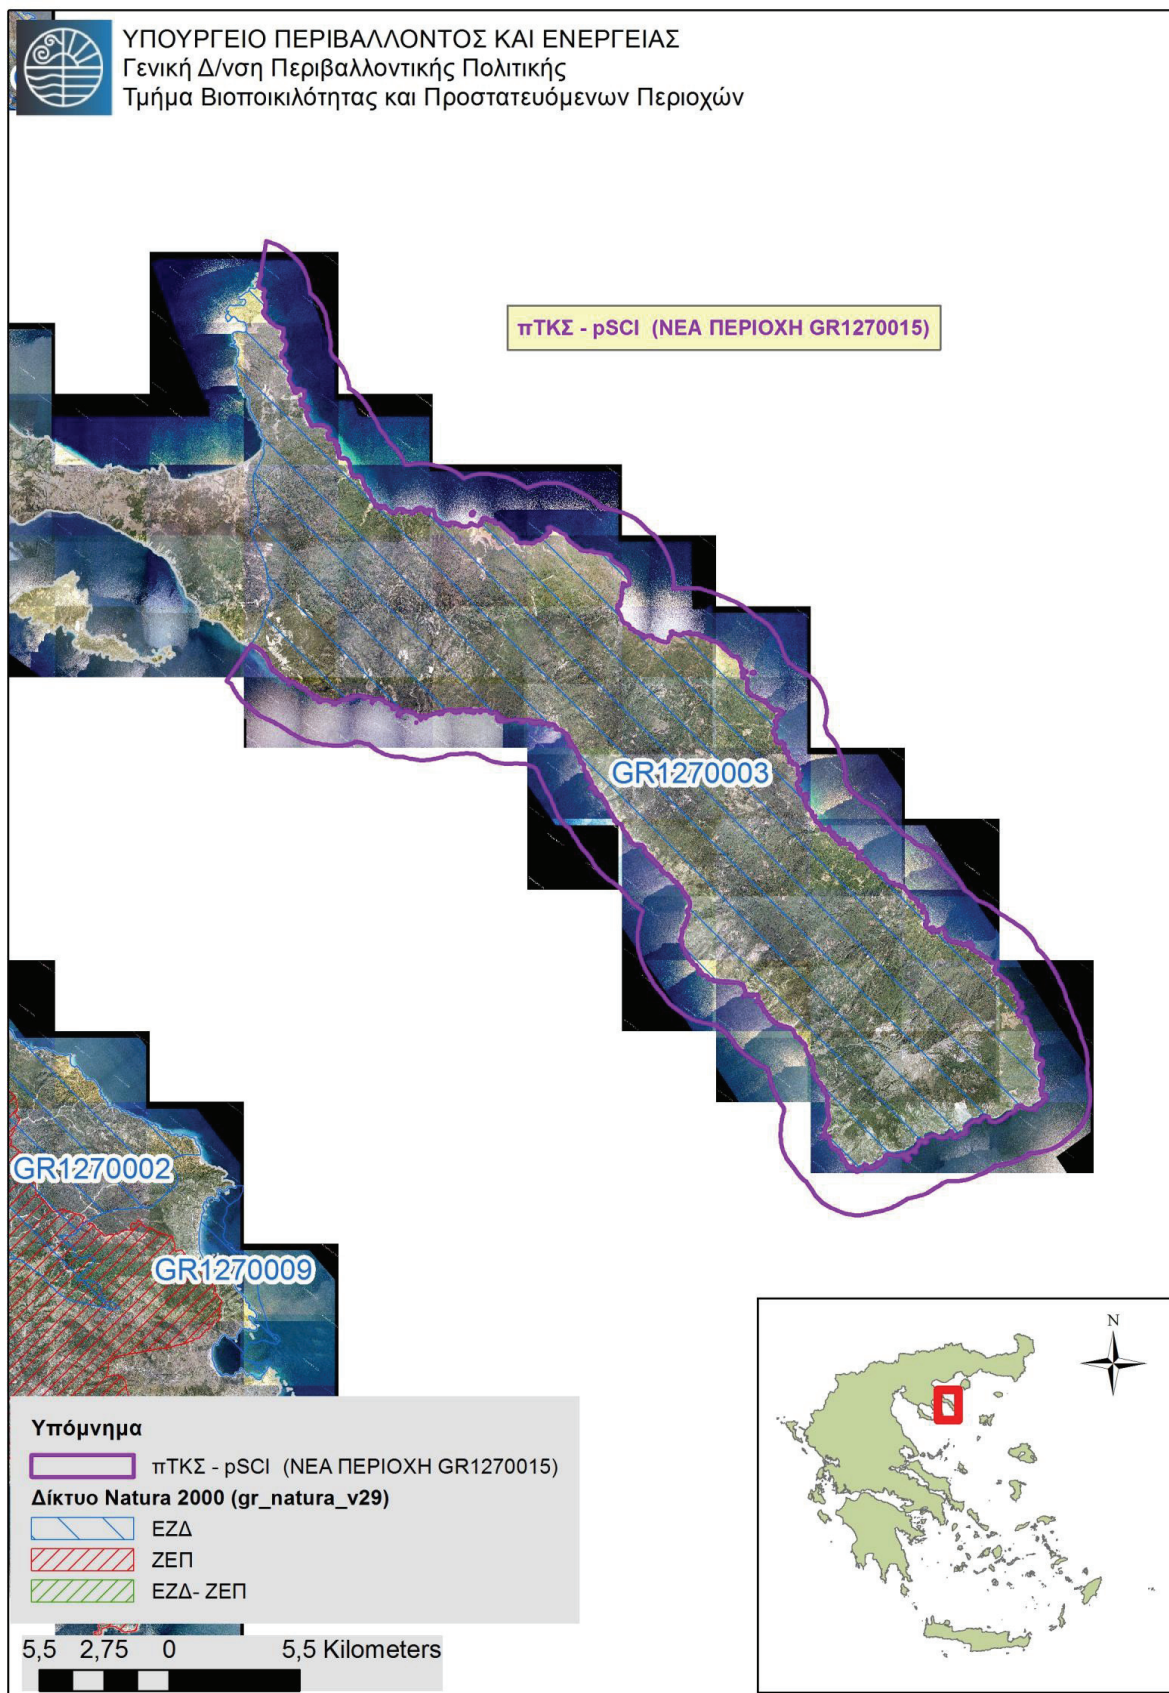 ΥΠΟΥΡΓΕΙΟ ΠΕΡΙΒΑΛΛΟΝΤΟΣ ΚΑΙ ΕΝΕΡΓΕΙΑΣ
Γενική Δ/νση Περιβαλλοντικής Πολιτικής
Τμήμα Βιοποικιλότητας και Προστατευόμενων Περιοχών
πΤΚΣ - pSCI (ΝΕΑ ΠΕΡΙΟΧΗ GR1270015)
GR1270003
GR1270002
GR1270009
Υπόμνημα
πΤΚΣ - pSCI (ΝΕΑ ΠΕΡΙΟΧΗ GR1270015)
Δίκτυο Natura 2000 (gr_natura_v29)
ΕΖΔ
ΖΕΠ
ΕΖΔ- ΖΕΠ
5,5 2,75 0 5,5 Kilometers
N